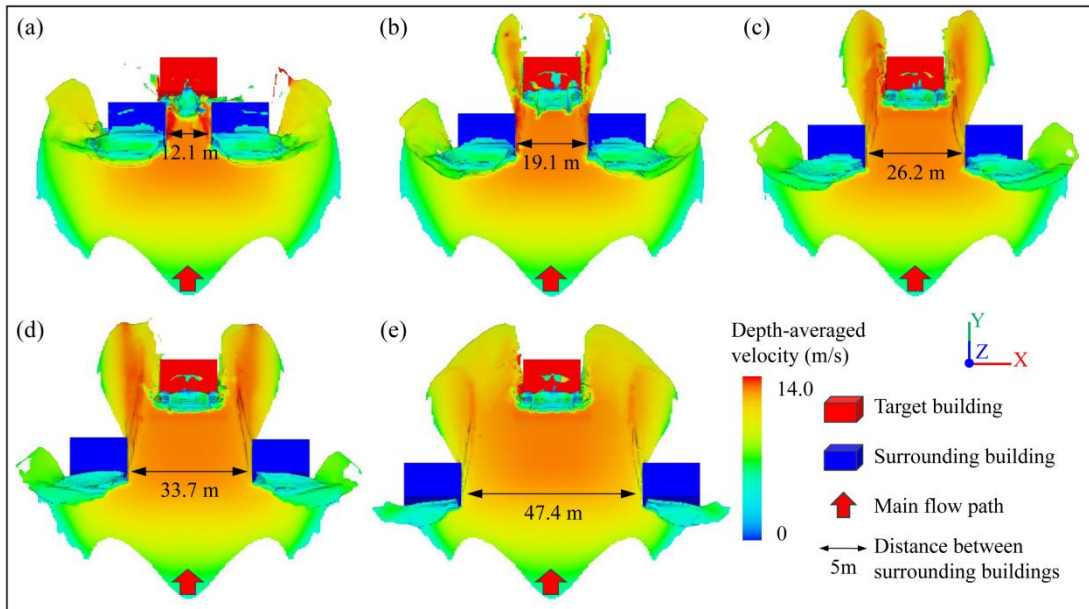 (a)
(b)
(c)
12.1 m
19.1 m
26.2 m
(d)
(e)
33.7 m
47.4 m
Depth-averaged
velocity (m/s)
14.0
0
Y
Z
X
Target building
Surrounding building
Main flow path
Distance between
5m
surrounding buildings